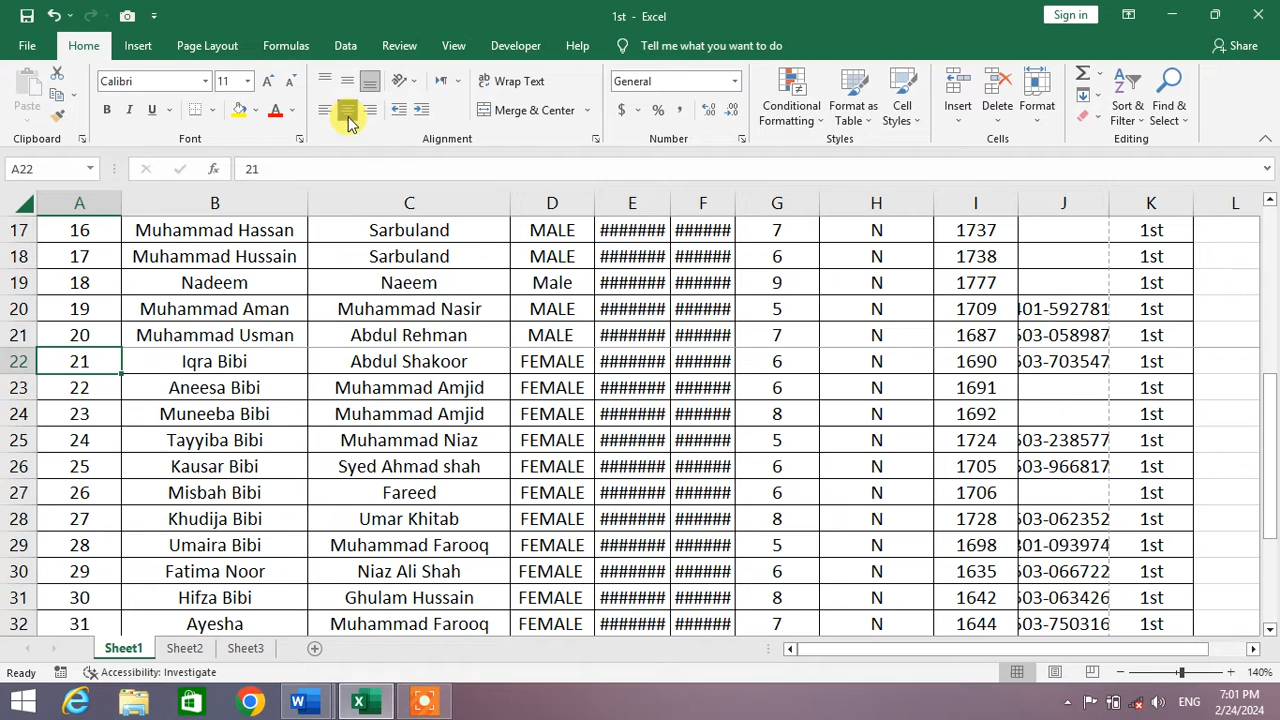 1st - Excel
Sign in
File Home Insert Page Layout Formulas Data Review View Developer Help Tell me what you want to do Share
Paste
Clipboard
Calibri 11
B I U A
Font
Wrap Text
Merge & Center
Alignment
General
$ % ,
Number
Conditional Formatting
Format as Table
Cell Styles
Styles
Insert
Delete
Format
Cells
Sort & Filter
Find & Select
Editing
A22 fx 21
A B C D E F G H I J K L
17 16 Muhammad Hassan Sarbuland MALE ####### ###### 7 N 1737 1st
18 17 Muhammad Hussain Sarbuland MALE ####### ###### 6 N 1738 1st
19 18 Nadeem Naeem Male ####### ###### 9 N 1777 1st
20 19 Muhammad Aman Muhammad Nasir MALE ####### ###### 5 N 1709 401-592781 1st
21 20 Muhammad Usman Abdul Rehman MALE ####### ###### 7 N 1687 503-058987 1st
22 21 Iqra Bibi Abdul Shakoor FEMALE ####### ###### 6 N 1690 503-703547 1st
23 22 Aneesa Bibi Muhammad Amjid FEMALE ####### ###### 6 N 1691 1st
24 23 Muneeba Bibi Muhammad Amjid FEMALE ####### ###### 8 N 1692 1st
25 24 Tayyiba Bibi Muhammad Niaz FEMALE ####### ###### 5 N 1724 503-238577 1st
26 25 Kausar Bibi Syed Ahmad shah FEMALE ####### ###### 6 N 1705 503-966817 1st
27 26 Misbah Bibi Fareed FEMALE ####### ###### 6 N 1706 1st
28 27 Khudija Bibi Umar Khitab FEMALE ####### ###### 8 N 1728 503-062352 1st
29 28 Umaira Bibi Muhammad Farooq FEMALE ####### ###### 5 N 1698 301-093974 1st
30 29 Fatima Noor Niaz Ali Shah FEMALE ####### ###### 6 N 1635 503-066722 1st
31 30 Hifza Bibi Ghulam Hussain FEMALE ####### ###### 8 N 1642 503-063426 1st
32 31 Ayesha Muhammad Farooq FEMALE ####### ###### 7 N 1644 503-750316 1st
Sheet1 Sheet2 Sheet3
Ready Accessibility: Investigate 140%
ENG
7:01 PM
2/24/2024